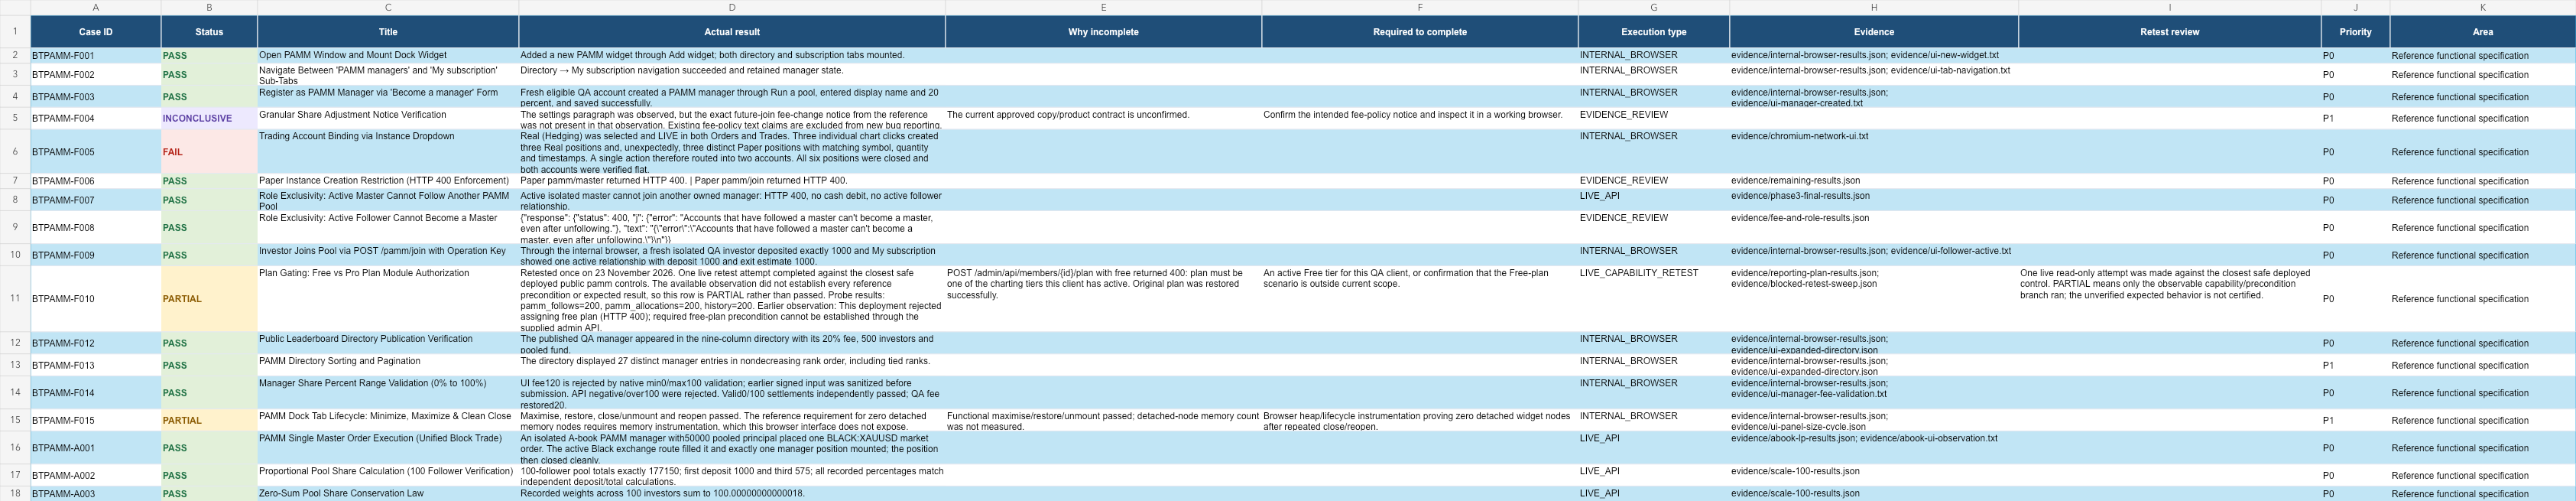 A B C D E F G H I J K
1 Case ID Status Title Actual result Why incomplete Required to complete Execution type Evidence Retest review Priority Area
2 BTPAMM-F001 PASS Open PAMM Window and Mount Dock Widget Added a new PAMM widget through Add widget; both directory and subscription tabs mounted. INTERNAL_BROWSER evidence/internal-browser-results.json; evidence/ui-new-widget.txt P0 Reference functional specification
3 BTPAMM-F002 PASS Navigate Between 'PAMM managers' and 'My subscription' Directory → My subscription navigation succeeded and retained manager state. INTERNAL_BROWSER evidence/internal-browser-results.json; evidence/ui-tab-navigation.txt P0 Reference functional specification
Sub-Tabs
4 BTPAMM-F003 PASS Register as PAMM Manager via 'Become a manager' Form Fresh eligible QA account created a PAMM manager through Run a pool, entered display name and 20 INTERNAL_BROWSER evidence/internal-browser-results.json; P0 Reference functional specification
percent, and saved successfully. evidence/ui-manager-created.txt
5 BTPAMM-F004 INCONCLUSIVE Granular Share Adjustment Notice Verification The settings paragraph was observed, but the exact future-join fee-change notice from the reference The current approved copy/product contract is unconfirmed. Confirm the intended fee-policy notice and inspect it in a working browser. EVIDENCE_REVIEW P1 Reference functional specification
was not present in that observation. Existing fee-policy text claims are excluded from new bug reporting.
6 BTPAMM-F005 FAIL Trading Account Binding via Instance Dropdown Real (Hedging) was selected and LIVE in both Orders and Trades. Three individual chart clicks created INTERNAL_BROWSER evidence/chromium-network-ui.txt P0 Reference functional specification
three Real positions and, unexpectedly, three distinct Paper positions with matching symbol, quantity
and timestamps. A single action therefore routed into two accounts. All six positions were closed and
both accounts were verified flat.
7 BTPAMM-F006 PASS Paper Instance Creation Restriction (HTTP 400 Enforcement) Paper pamm/master returned HTTP 400. | Paper pamm/join returned HTTP 400. EVIDENCE_REVIEW evidence/remaining-results.json P0 Reference functional specification
8 BTPAMM-F007 PASS Role Exclusivity: Active Master Cannot Follow Another PAMM Active isolated master cannot join another owned manager: HTTP 400, no cash debit, no active follower LIVE_API evidence/phase3-final-results.json P0 Reference functional specification
Pool relationship.
9 BTPAMM-F008 PASS Role Exclusivity: Active Follower Cannot Become a Master {"response": {"status": 400, "j": {"error": "Accounts that have followed a master can't become a master, EVIDENCE_REVIEW evidence/fee-and-role-results.json P0 Reference functional specification
even after unfollowing."}, "text": "{\"error\":\"Accounts that have followed a master can't become a
master, even after unfollowing.\"}\n"}}
10 BTPAMM-F009 PASS Investor Joins Pool via POST /pamm/join with Operation Key Through the internal browser, a fresh isolated QA investor deposited exactly 1000 and My subscription INTERNAL_BROWSER evidence/internal-browser-results.json; evidence/ui-follower-active.txt P0 Reference functional specification
showed one active relationship with deposit 1000 and exit estimate 1000.
11 BTPAMM-F010 PARTIAL Plan Gating: Free vs Pro Plan Module Authorization Retested once on 23 November 2026. One live retest attempt completed against the closest safe POST /admin/api/members/{id}/plan with free returned 400: plan must be An active Free tier for this QA client, or confirmation that the Free-plan LIVE_CAPABILITY_RETEST evidence/reporting-plan-results.json; One live read-only attempt was made against the closest safe deployed P0 Reference functional specification
deployed public pamm controls. The available observation did not establish every reference one of the charting tiers this client has active. Original plan was restored scenario is outside current scope. evidence/blocked-retest-sweep.json control. PARTIAL means only the observable capability/precondition
precondition or expected result, so this row is PARTIAL rather than passed. Probe results: successfully. branch ran; the unverified expected behavior is not certified.
pamm_follows=200, pamm_allocations=200, history=200. Earlier observation: This deployment rejected
assigning free plan (HTTP 400); required free-plan precondition cannot be established through the
supplied admin API.
12 BTPAMM-F012 PASS Public Leaderboard Directory Publication Verification The published QA manager appeared in the nine-column directory with its 20% fee, 500 investors and INTERNAL_BROWSER evidence/internal-browser-results.json; P0 Reference functional specification
pooled fund. evidence/ui-expanded-directory.json
13 BTPAMM-F013 PASS PAMM Directory Sorting and Pagination The directory displayed 27 distinct manager entries in nondecreasing rank order, including tied ranks. INTERNAL_BROWSER evidence/internal-browser-results.json; P1 Reference functional specification
evidence/ui-expanded-directory.json
14 BTPAMM-F014 PASS Manager Share Percent Range Validation (0% to 100%) UI fee120 is rejected by native min0/max100 validation; earlier signed input was sanitized before INTERNAL_BROWSER evidence/internal-browser-results.json; P0 Reference functional specification
submission. API negative/over100 were rejected. Valid0/100 settlements independently passed; QA fee evidence/ui-manager-fee-validation.txt
restored20.
15 BTPAMM-F015 PARTIAL PAMM Dock Tab Lifecycle: Minimize, Maximize & Clean Close Maximise, restore, close/unmount and reopen passed. The reference requirement for zero detached Functional maximise/restore/unmount passed; detached-node memory count Browser heap/lifecycle instrumentation proving zero detached widget nodes INTERNAL_BROWSER evidence/internal-browser-results.json; P1 Reference functional specification
memory nodes requires memory instrumentation, which this browser interface does not expose. was not measured. after repeated close/reopen. evidence/ui-panel-size-cycle.json
16 BTPAMM-A001 PASS PAMM Single Master Order Execution (Unified Block Trade) An isolated A-book PAMM manager with50000 pooled principal placed one BLACK:XAUUSD market LIVE_API evidence/abook-lp-results.json; evidence/abook-ui-observation.txt P0 Reference functional specification
order. The active Black exchange route filled it and exactly one manager position mounted; the position
then closed cleanly.
17 BTPAMM-A002 PASS Proportional Pool Share Calculation (100 Follower Verification) 100-follower pool totals exactly 177150; first deposit 1000 and third 575; all recorded percentages match LIVE_API evidence/scale-100-results.json P0 Reference functional specification
independent deposit/total calculations.
18 BTPAMM-A003 PASS Zero-Sum Pool Share Conservation Law Recorded weights across 100 investors sum to 100.00000000000018. LIVE_API evidence/scale-100-results.json P0 Reference functional specification